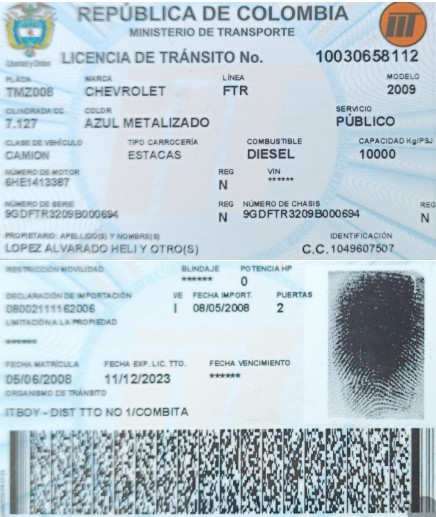 REPÚBLICA DE COLOMBIA
MINISTERIO DE TRANSPORTE
Libertad y Orden
LICENCIA DE TRÁNSITO No. 10030658112
PLACA MARCA LÍNEA MODELO
TMZ008 CHEVROLET FTR 2009
CILINDRADA CC COLOR SERVICIO
7.127 AZUL METALIZADO PÚBLICO
CLASE DE VEHÍCULO TIPO CARROCERÍA COMBUSTIBLE CAPACIDAD Kg/PSJ
CAMION ESTACAS DIESEL 10000
NÚMERO DE MOTOR REG VIN
6HE1413387 N ******
NÚMERO DE SERIE REG NÚMERO DE CHASIS REG
9GDFTR3209B000694 N 9GDFTR3209B000694 N
PROPIETARIO: APELLIDO(S) Y NOMBRE(S) IDENTIFICACIÓN
LOPEZ ALVARADO HELI Y OTRO(S) C.C. 1049607507
RESTRICCIÓN MOVILIDAD BLINDAJE POTENCIA HP
****** 0
DECLARACIÓN DE IMPORTACIÓN I/E FECHA IMPORT. PUERTAS
08002111162006 I 08/05/2008 2
LIMITACIÓN A LA PROPIEDAD
******
FECHA MATRÍCULA FECHA EXP. LIC. TTO. FECHA VENCIMIENTO
05/06/2008 11/12/2023 ******
ORGANISMO DE TRÁNSITO
ITBOY - DIST TTO NO 1/COMBITA